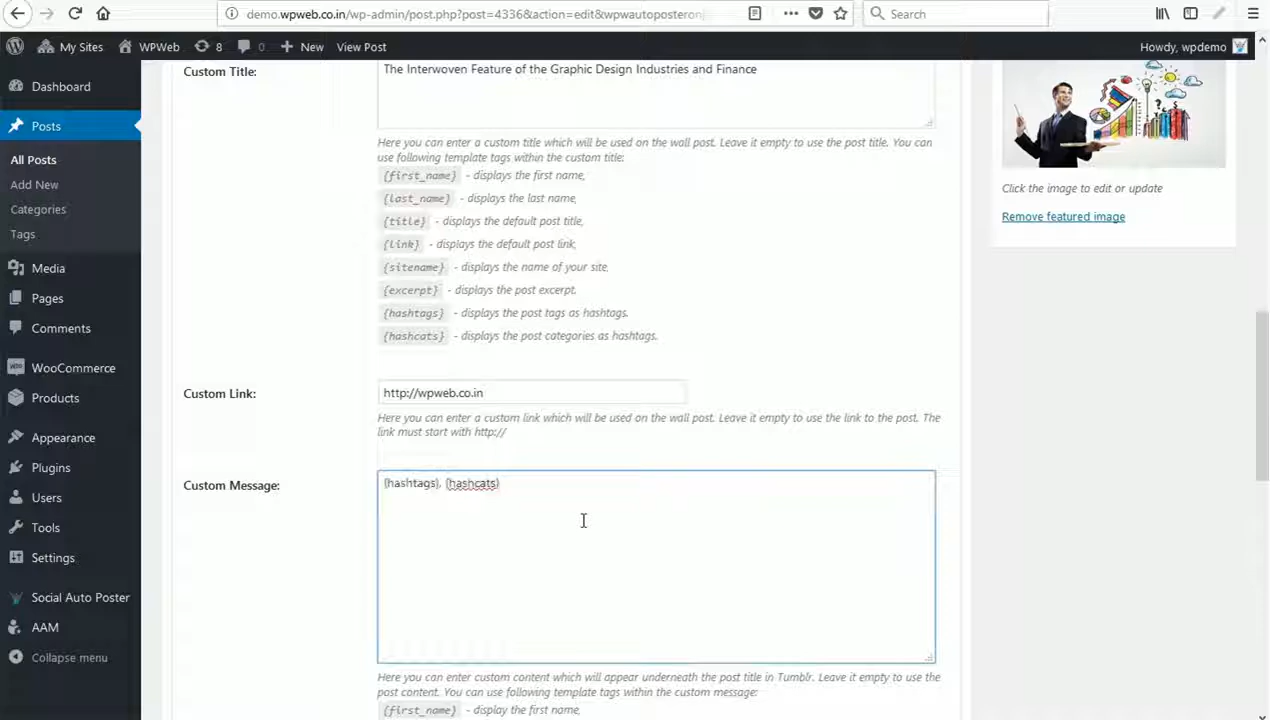 demo.wpweb.co.in/wp-admin/post.php?post=4336&action=edit&wpwautoposteron
Search
My Sites
WPWeb
8
0
New
View Post
Howdy, wpdemo
Dashboard
Posts
All Posts
Add New
Categories
Tags
Media
Pages
Comments
WooCommerce
Products
Appearance
Plugins
Users
Tools
Settings
Social Auto Poster
AAM
Collapse menu
Custom Title:
The Interwoven Feature of the Graphic Design Industries and Finance
Here you can enter a custom title which will be used on the wall post. Leave it empty to use the post title. You can
use following template tags within the custom title:
{first_name} - displays the first name,
{last_name} - displays the last name,
{title} - displays the default post title,
{link} - displays the default post link,
{sitename} - displays the name of your site,
{excerpt} - displays the post excerpt.
{hashtags} - displays the post tags as hashtags.
{hashcats} - displays the post categories as hashtags.
Custom Link:
http://wpweb.co.in
Here you can enter a custom link which will be used on the wall post. Leave it empty to use the link to the post. The
link must start with http://
Custom Message:
{hashtags}, {hashcats}
Here you can enter custom content which will appear underneath the post title in Tumblr. Leave it empty to use the
post content. You can use following template tags within the custom message:
{first_name} - display the first name,
Click the image to edit or update
Remove featured image